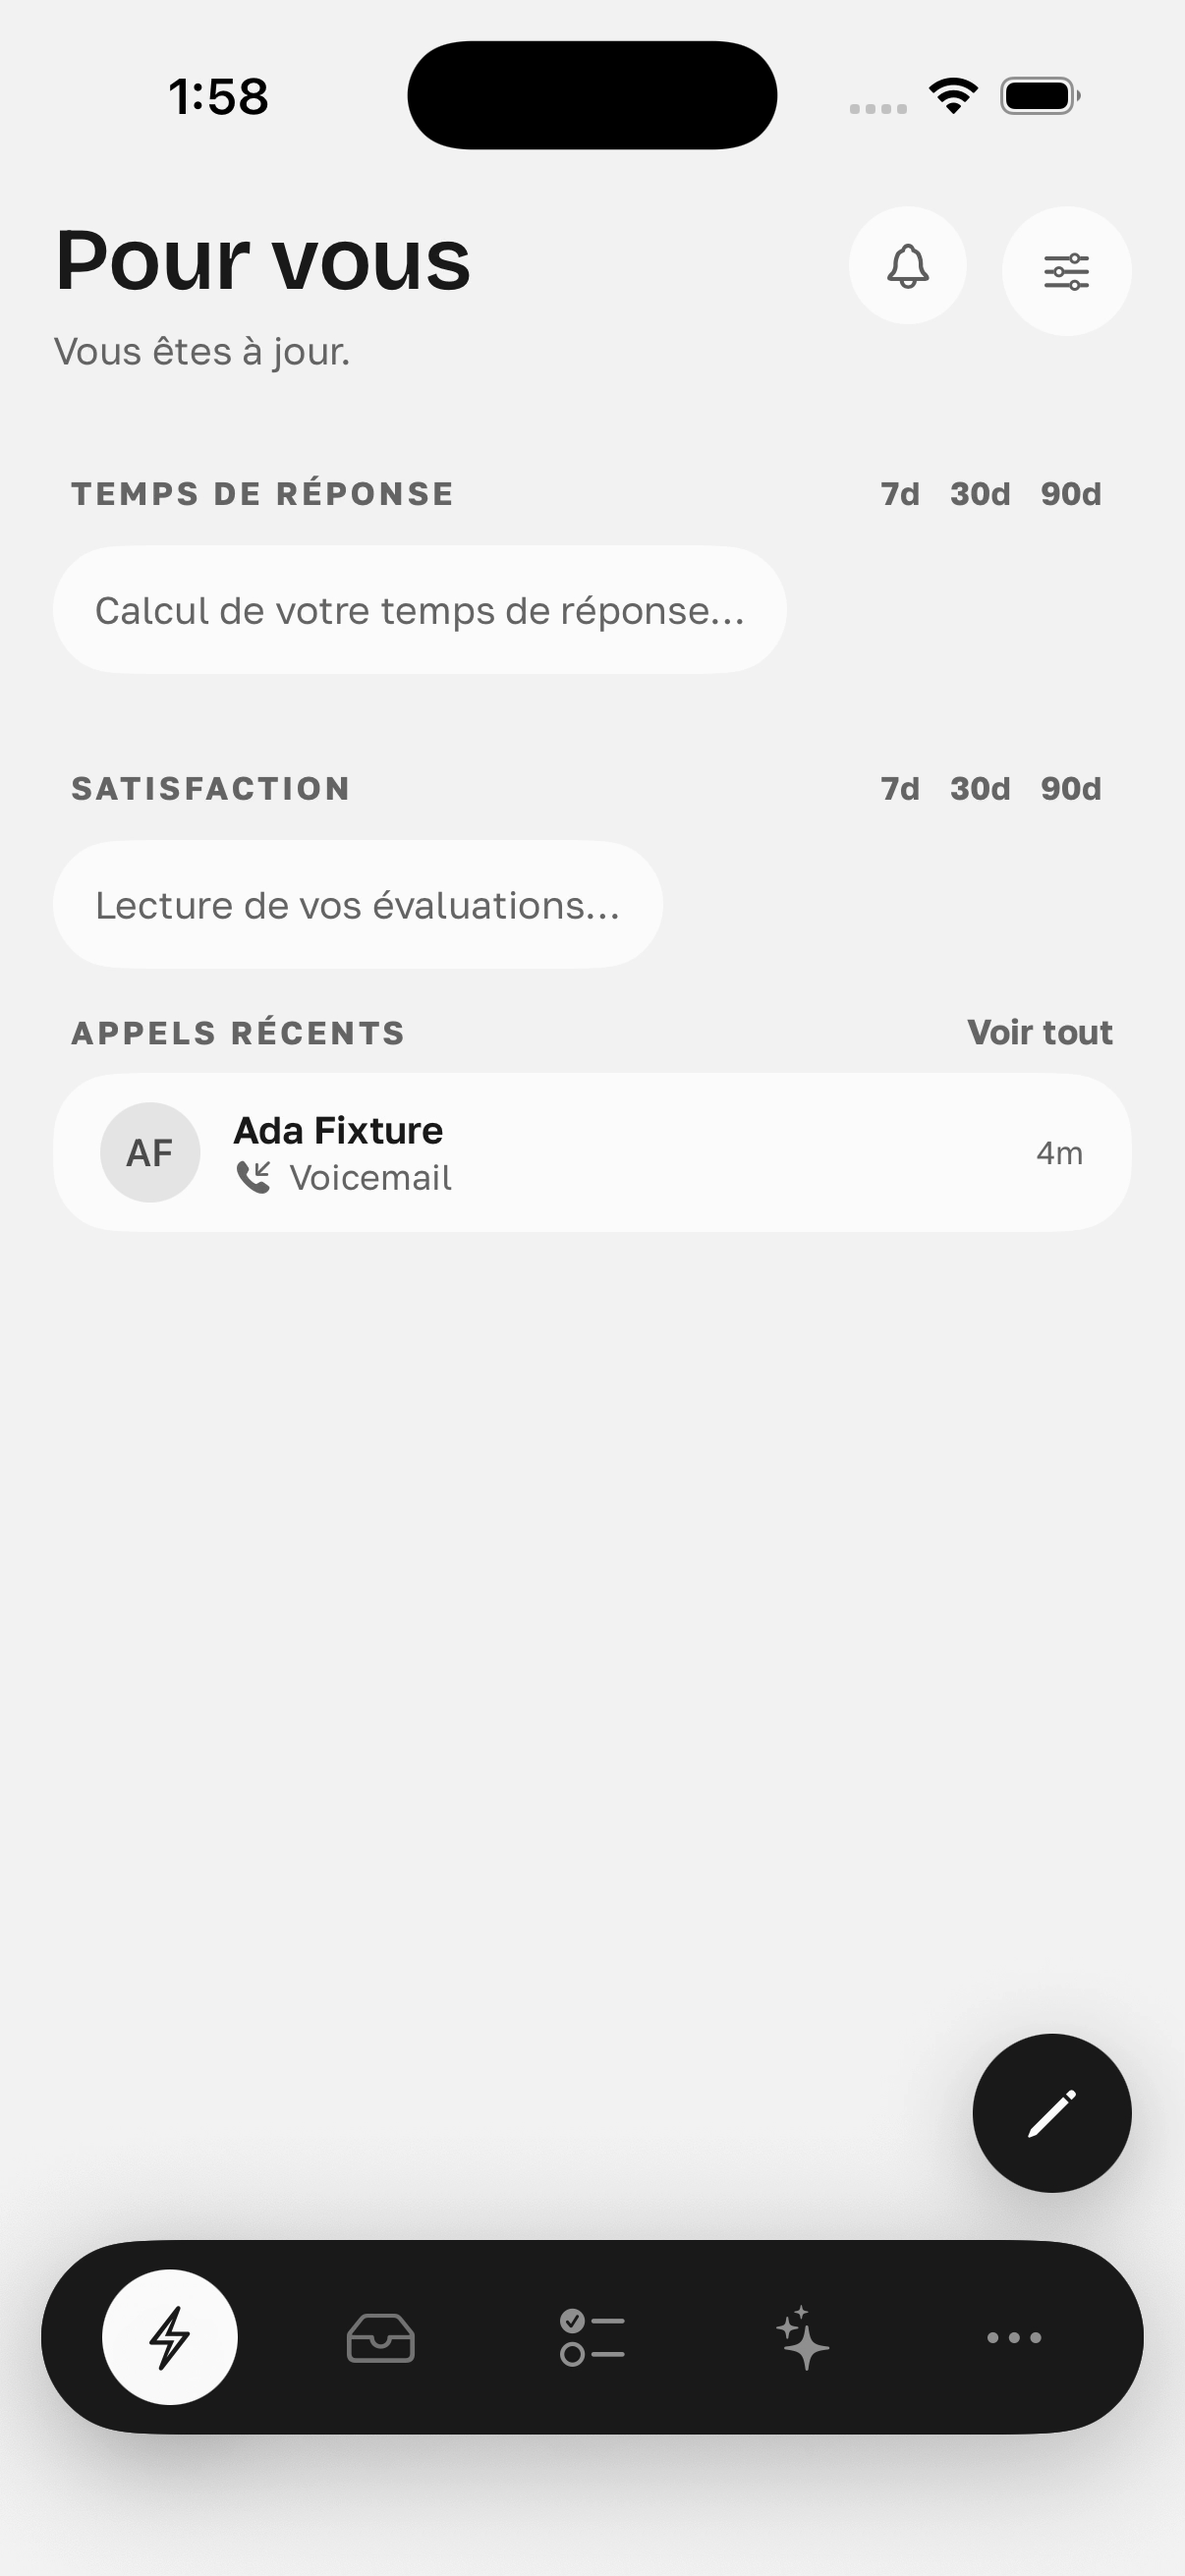 1:58
Pour vous
Vous êtes à jour.
TEMPS DE RÉPONSE 7d 30d 90d
Calcul de votre temps de réponse...
SATISFACTION 7d 30d 90d
Lecture de vos évaluations...
APPELS RÉCENTS Voir tout
AF Ada Fixture 4m
Voicemail